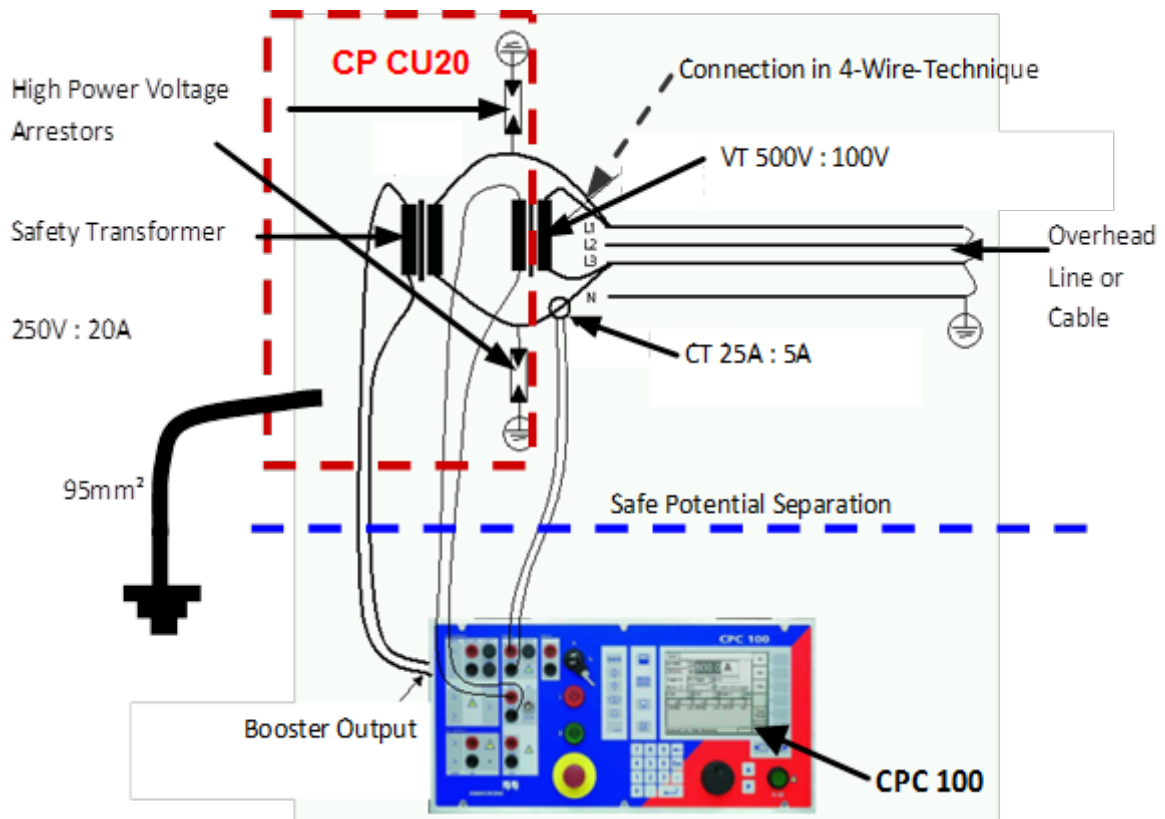 CP CU20
Connection in 4-Wire-Technique
High Power Voltage
Arrestors
VT 500V : 100V
Safety Transformer
L1
L2
L3
N
Overhead
Line or
Cable
250V : 20A
CT 25A : 5A
95mm²
Safe Potential Separation
CPC 100
Booster Output
CPC 100